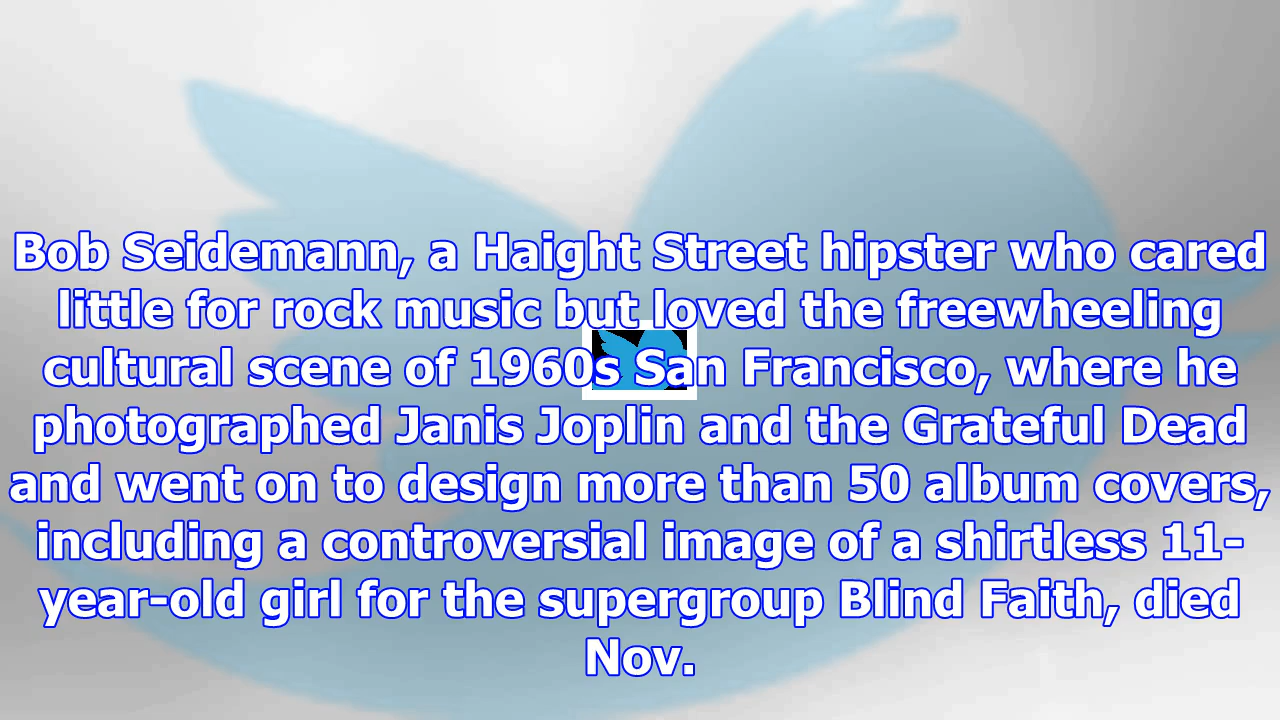 Bob Seidemann, a Haight Street hipster who cared
little for rock music but loved the freewheeling
cultural scene of 1960s San Francisco, where he
photographed Janis Joplin and the Grateful Dead
and went on to design more than 50 album covers,
including a controversial image of a shirtless 11-
year-old girl for the supergroup Blind Faith, died
Nov.